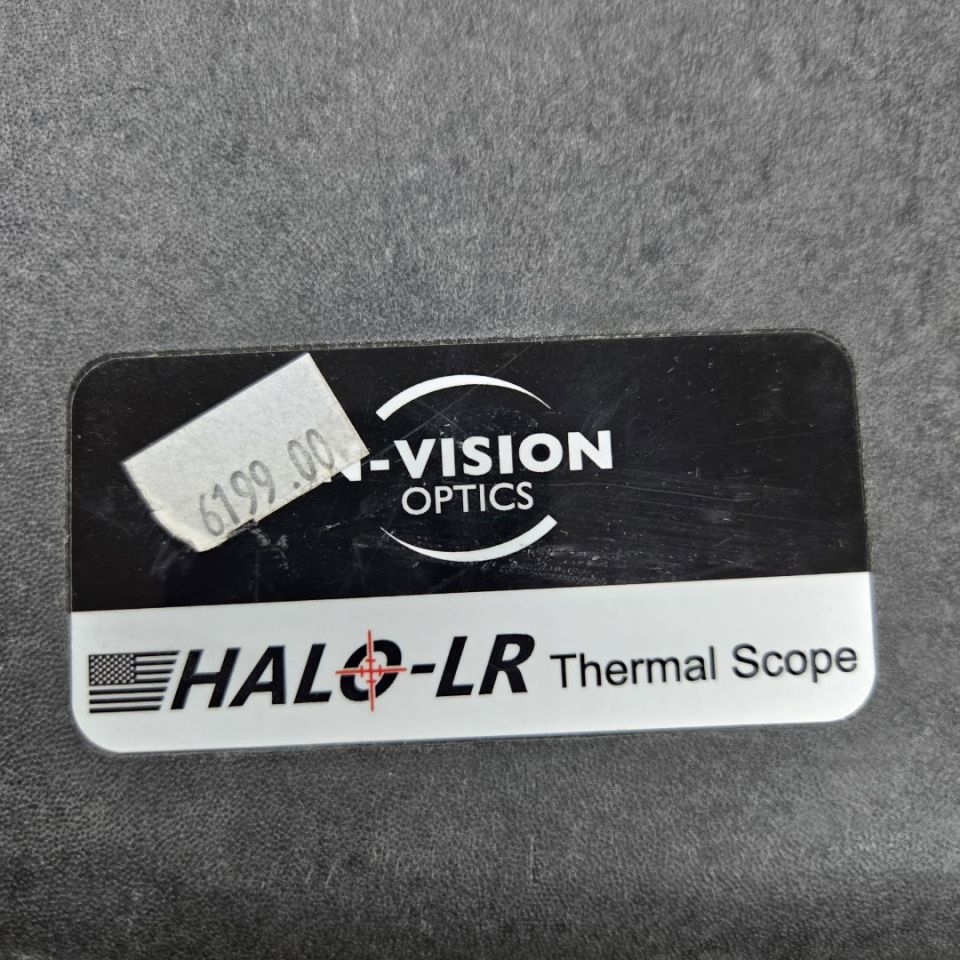 6199.00
N-VISION
OPTICS
HALO-LR Thermal Scope